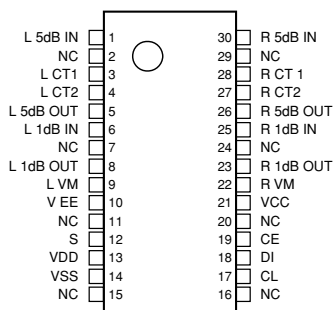 L 5dB IN 1 30 R 5dB IN
NC 2 29 NC
L CT1 3 28 R CT 1
L CT2 4 27 R CT2
L 5dB OUT 5 26 R 5dB OUT
L 1dB IN 6 25 R 1dB IN
NC 7 24 NC
L 1dB OUT 8 23 R 1dB OUT
L VM 9 22 R VM
V EE 10 21 VCC
NC 11 20 NC
S 12 19 CE
VDD 13 18 DI
VSS 14 17 CL
NC 15 16 NC